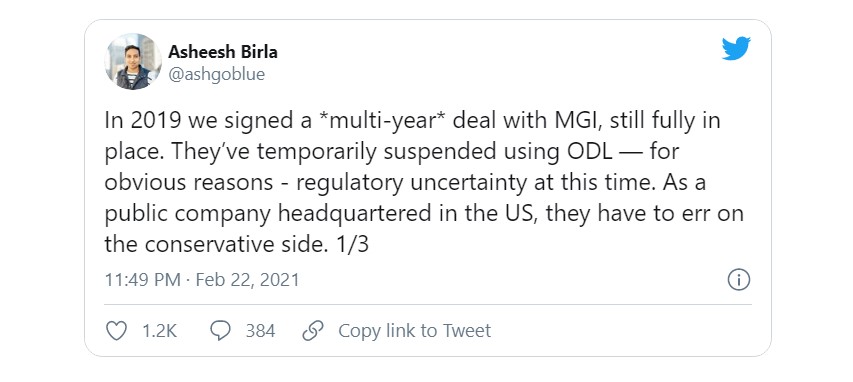 Asheesh Birla
@ashgoblue
In 2019 we signed a *multi-year* deal with MGI, still fully in
place. They’ve temporarily suspended using ODL — for
obvious reasons - regulatory uncertainty at this time. As a
public company headquartered in the US, they have to err on
the conservative side. 1/3
11:49 PM · Feb 22, 2021
1.2K 384 Copy link to Tweet